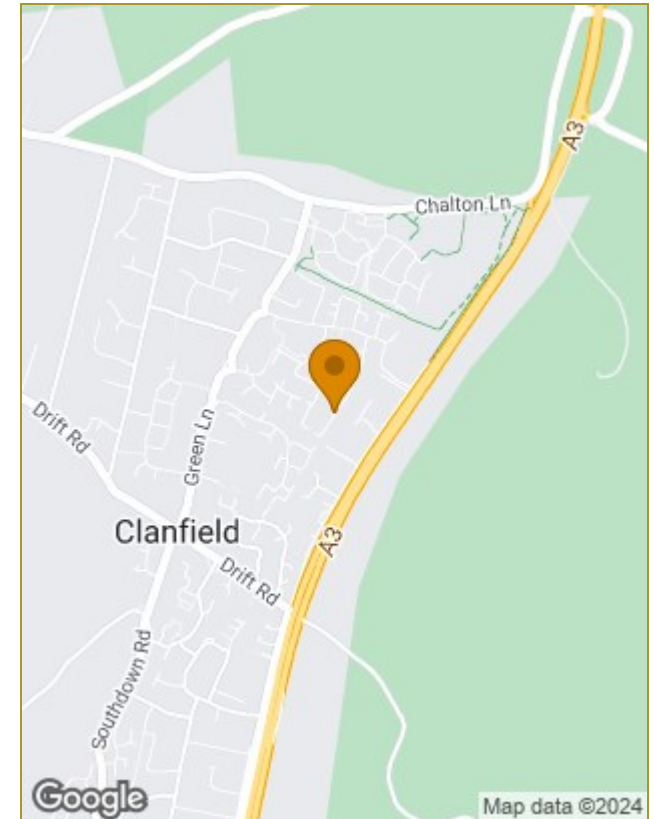 A3
Chalton Ln
Drift Rd
Green Ln
Clanfield
A3
Drift Rd
Southdown Rd
Google
Map data ©2024